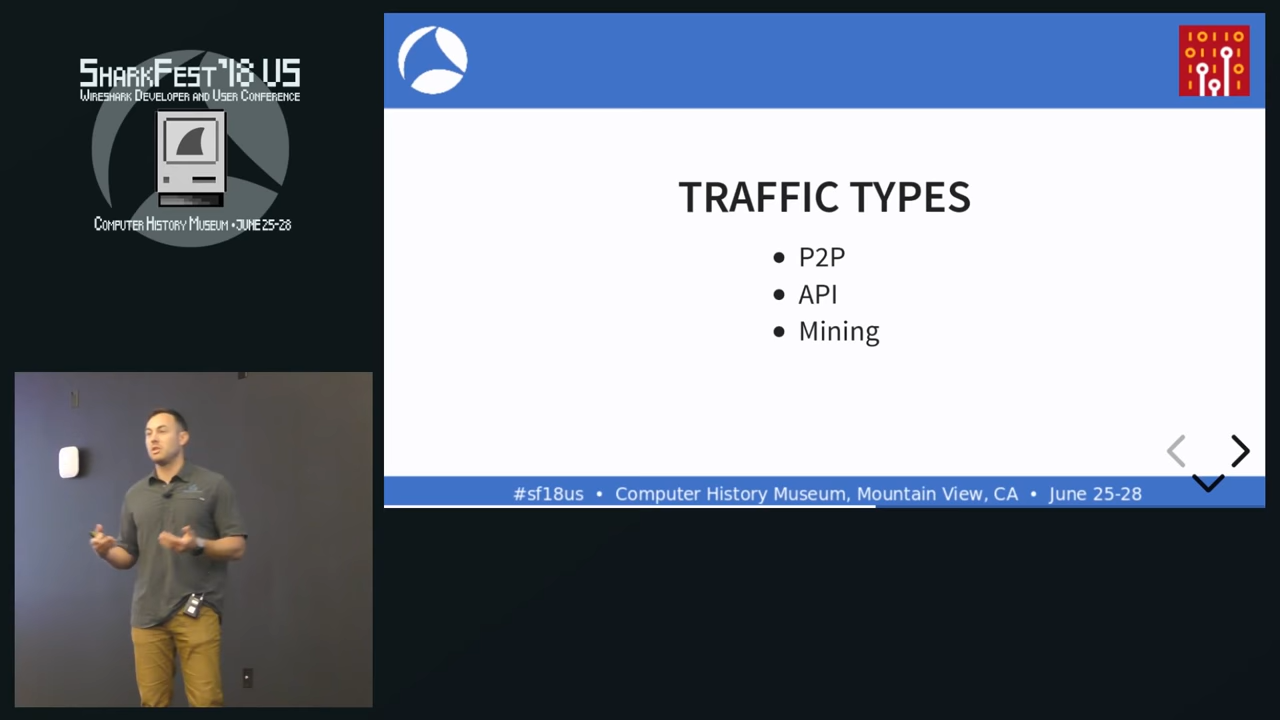 SHARKFEST'18 US
WIRESHARK DEVELOPER AND USER CONFERENCE
COMPUTER HISTORY MUSEUM • JUNE 25-28
TRAFFIC TYPES
• P2P
• API
• Mining
#sf18us • Computer History Museum, Mountain View, CA • June 25-28